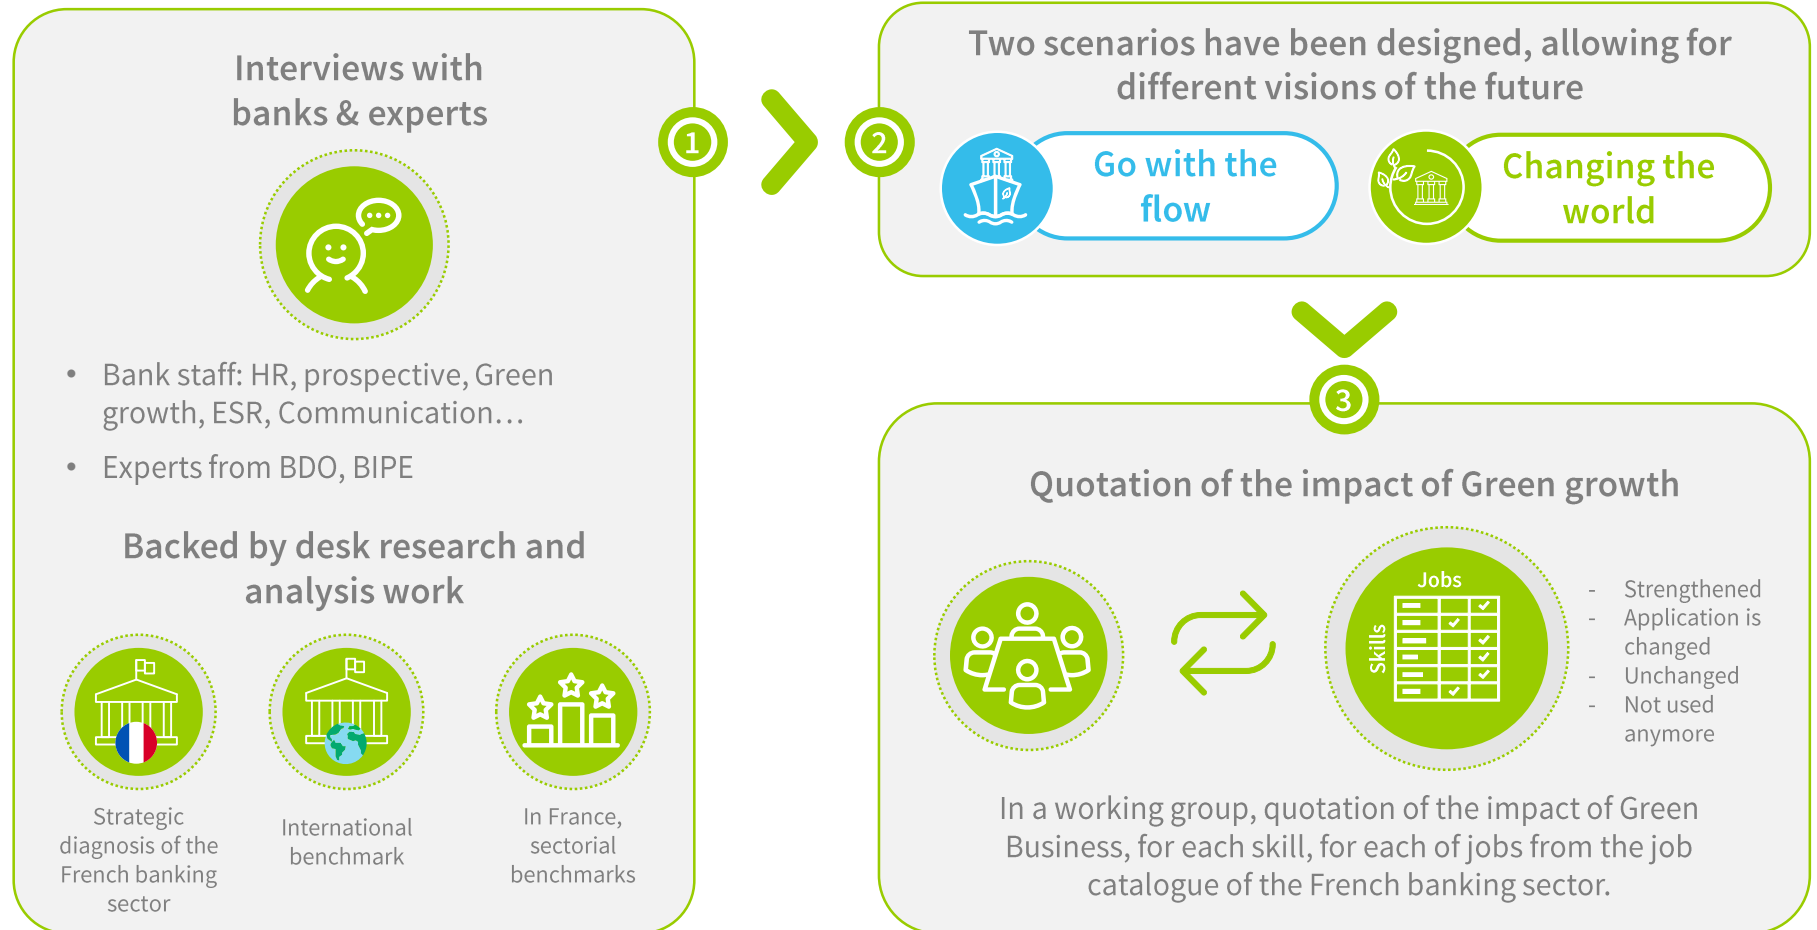 Interviews with
banks & experts
1
• Bank staff: HR, prospective, Green
growth, ESR, Communication...
• Experts from BDO, BIPE
Backed by desk research and
analysis work
Strategic
diagnosis of the
French banking
sector
International
benchmark
In France,
sectorial
benchmarks
2
Two scenarios have been designed, allowing for
different visions of the future
Go with the
flow
Changing the
world
3
Quotation of the impact of Green growth
Jobs
Skills
- Strengthened
- Application is
changed
- Unchanged
- Not used
anymore
In a working group, quotation of the impact of Green
Business, for each skill, for each of jobs from the job
catalogue of the French banking sector.